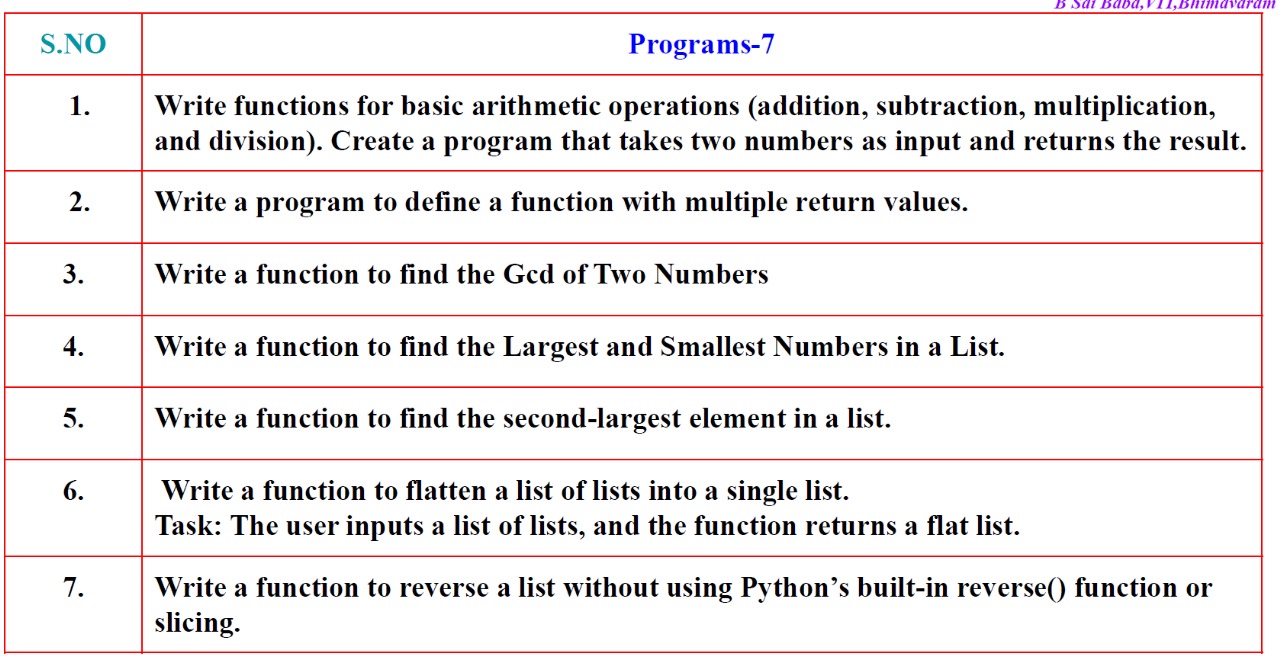 B Sai Baba,VIT,Bhimavaram
S.NO Programs-7
1. Write functions for basic arithmetic operations (addition, subtraction, multiplication,
and division). Create a program that takes two numbers as input and returns the result.
2. Write a program to define a function with multiple return values.
3. Write a function to find the Gcd of Two Numbers
4. Write a function to find the Largest and Smallest Numbers in a List.
5. Write a function to find the second-largest element in a list.
6. Write a function to flatten a list of lists into a single list.
Task: The user inputs a list of lists, and the function returns a flat list.
7. Write a function to reverse a list without using Python’s built-in reverse() function or
slicing.